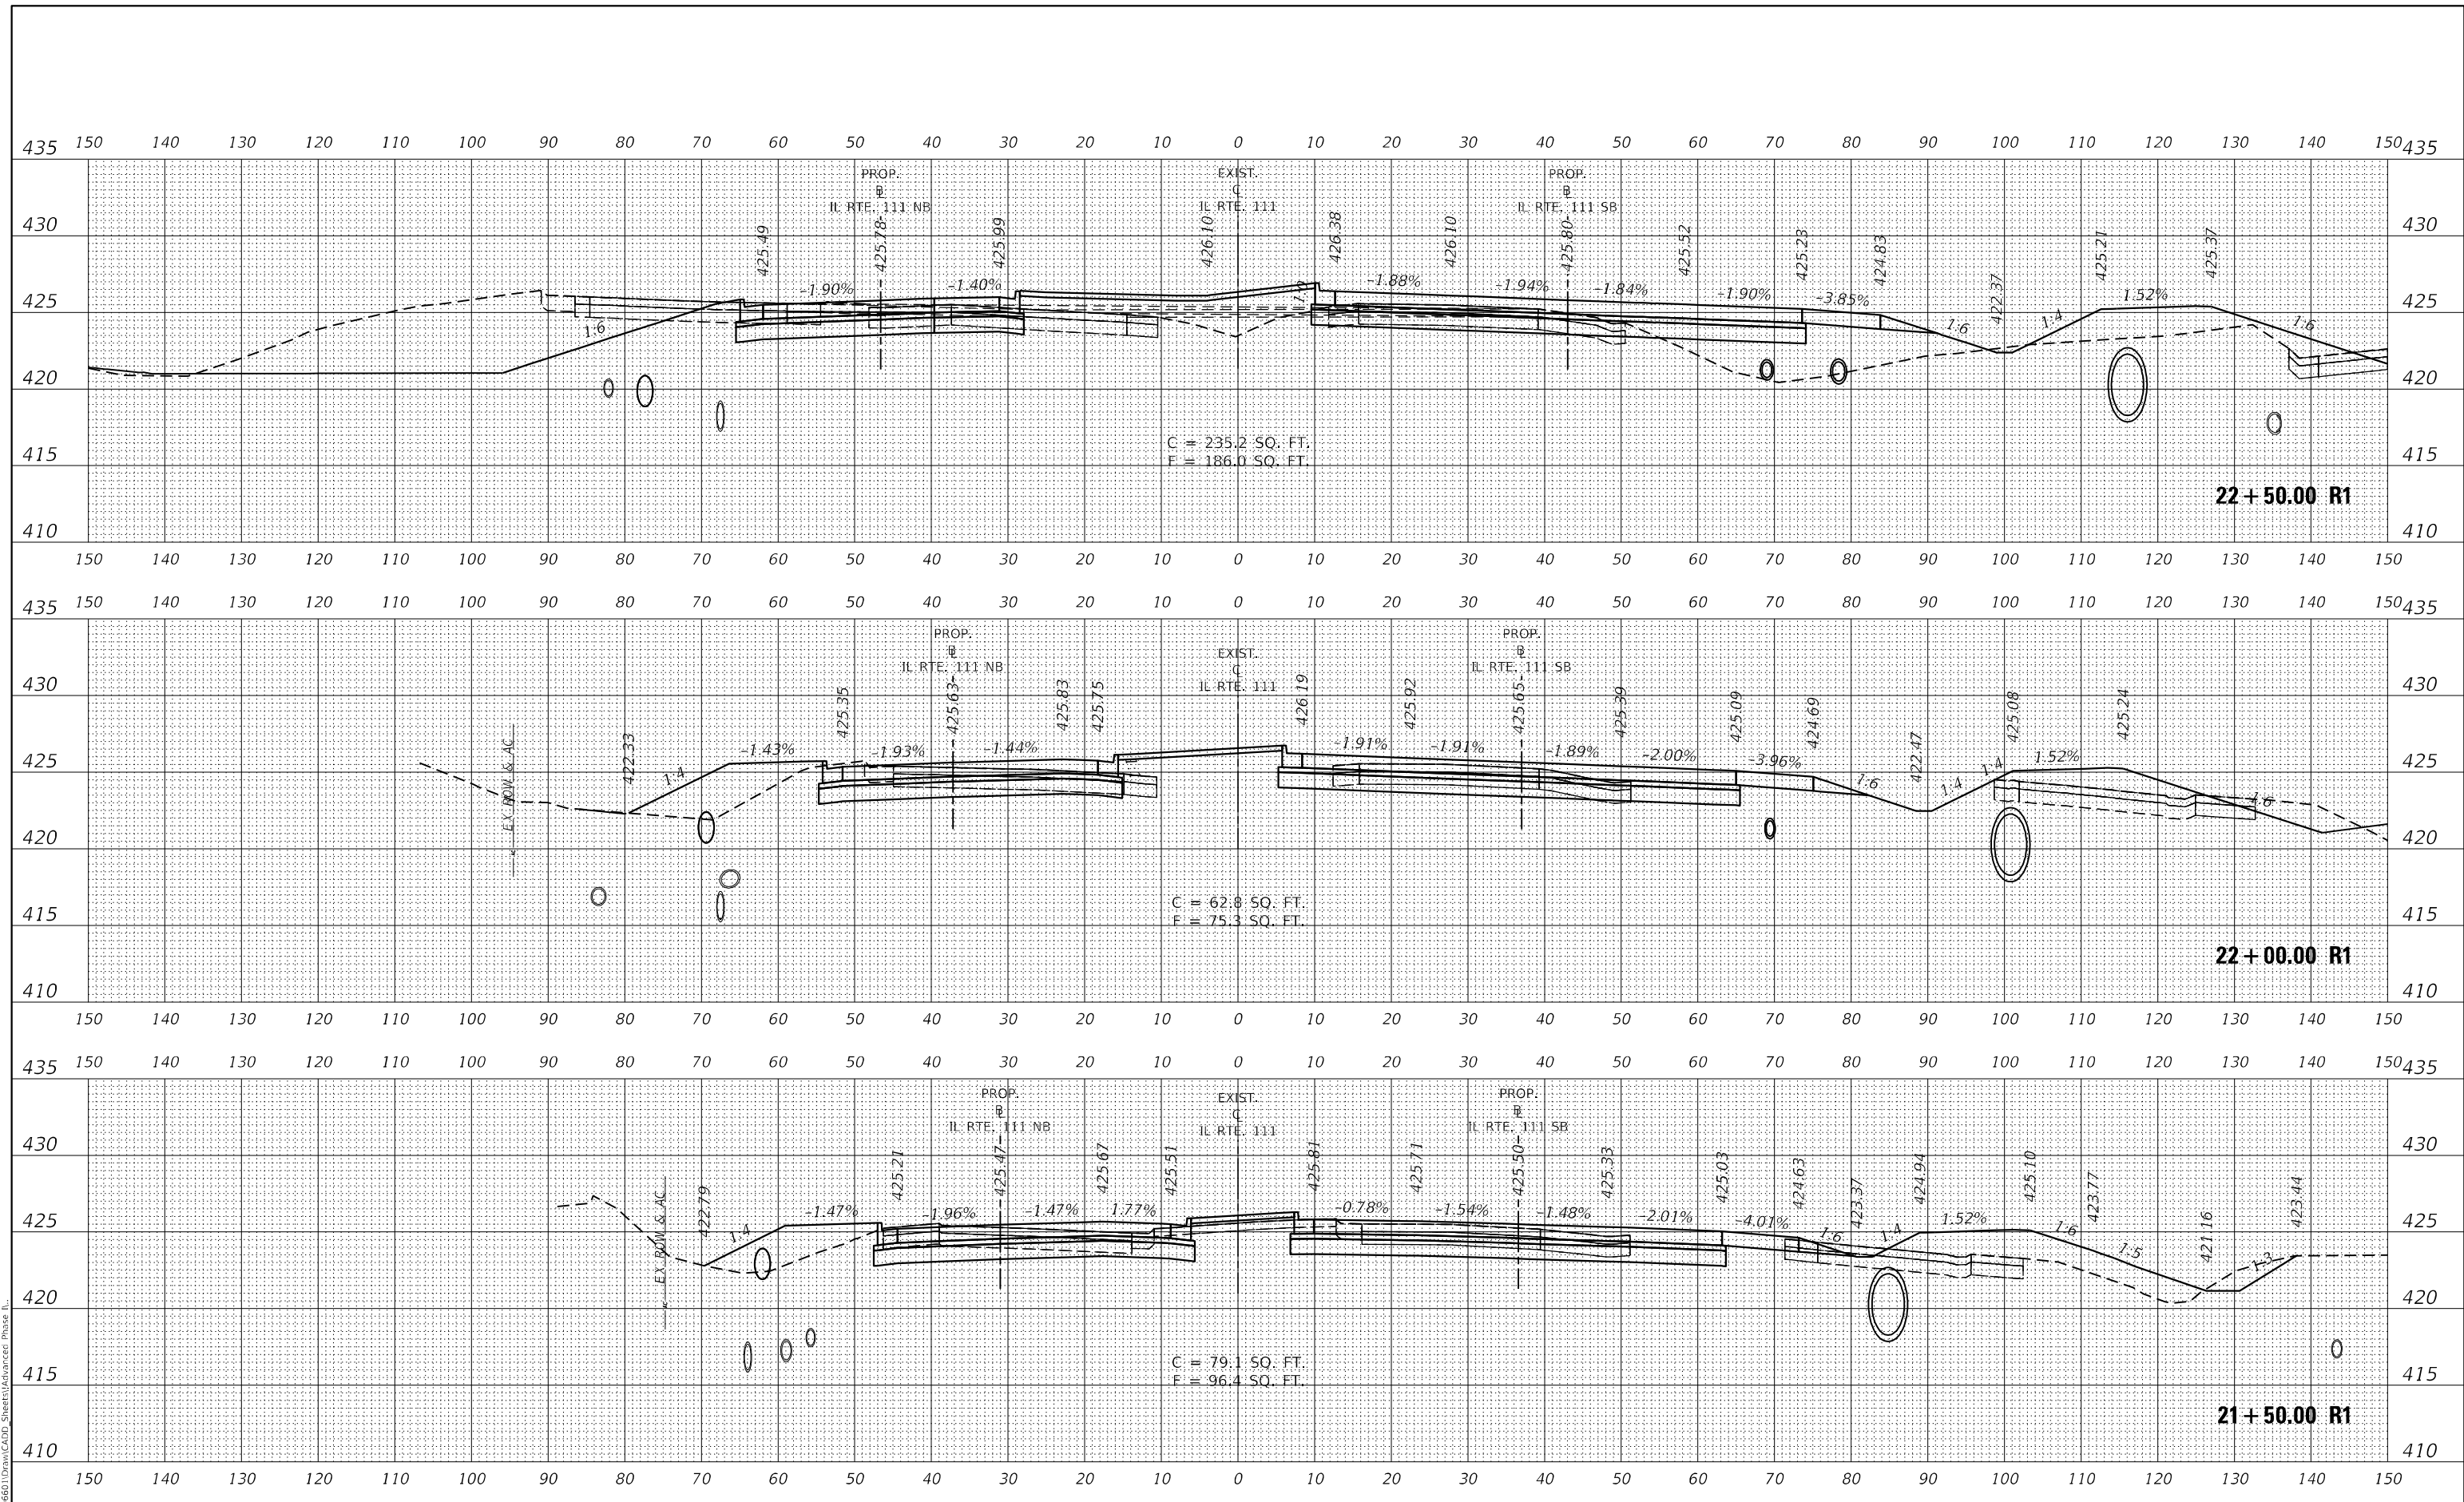 150 140 130 120 110 100 90 80 70 60 50 40 30 20 10 0 10 20 30 40 50 60 70 80 90 100 110 120 130 140 150
435 435
PROP. EXIST. PROP.
B C B
IL RTE. 111 NB IL RTE. 111 IL RTE. 111 SB
430 430
425.49 425.78 425.99 426.10 426.38 426.10 425.80 425.52 425.23 424.83 422.37 425.21 425.37
425 425
1:6 -1.90% -1.40% -1.88% -1.94% -1.84% -1.90% -3.85% 1:6 1:4 1.52% 1:6
420 420
C = 235.2 SQ. FT.
F = 186.0 SQ. FT.
415 415
22+50.00 R1
410 410
150 140 130 120 110 100 90 80 70 60 50 40 30 20 10 0 10 20 30 40 50 60 70 80 90 100 110 120 130 140 150
150 140 130 120 110 100 90 80 70 60 50 40 30 20 10 0 10 20 30 40 50 60 70 80 90 100 110 120 130 140 150
435 435
PROP. EXIST. PROP.
B C B
IL RTE. 111 NB IL RTE. 111 IL RTE. 111 SB
430 430
EX ROW & AC
422.33 425.35 425.63 425.83 425.75 426.19 425.92 425.65 425.39 425.09 424.69 422.47 425.08 425.24
425 425
1:4 -1.43% -1.93% -1.44% -1.91% -1.91% -1.89% -2.00% -3.96% 1:6 1:4 1:4 1.52% 1:6
420 420
C = 62.8 SQ. FT.
F = 75.3 SQ. FT.
415 415
22+00.00 R1
410 410
150 140 130 120 110 100 90 80 70 60 50 40 30 20 10 0 10 20 30 40 50 60 70 80 90 100 110 120 130 140 150
150 140 130 120 110 100 90 80 70 60 50 40 30 20 10 0 10 20 30 40 50 60 70 80 90 100 110 120 130 140 150
435 435
PROP. EXIST. PROP.
B C B
IL RTE. 111 NB IL RTE. 111 IL RTE. 111 SB
430 430
EX ROW & AC
422.79 425.21 425.47 425.67 425.51 425.81 425.71 425.50 425.33 425.03 424.63 423.37 424.94 425.10 423.77 421.16 423.44
425 425
1:4 -1.47% -1.96% -1.47% 1.77% -0.78% -1.54% -1.48% -2.01% -4.01% 1:6 1:4 1.52% 1:6 1:5 1:3
420 420
C = 79.1 SQ. FT.
F = 96.4 SQ. FT.
415 415
21+50.00 R1
410 410
150 140 130 120 110 100 90 80 70 60 50 40 30 20 10 0 10 20 30 40 50 60 70 80 90 100 110 120 130 140 150
6601\Draw\CADD_Sheets\Advanced Phase I\..